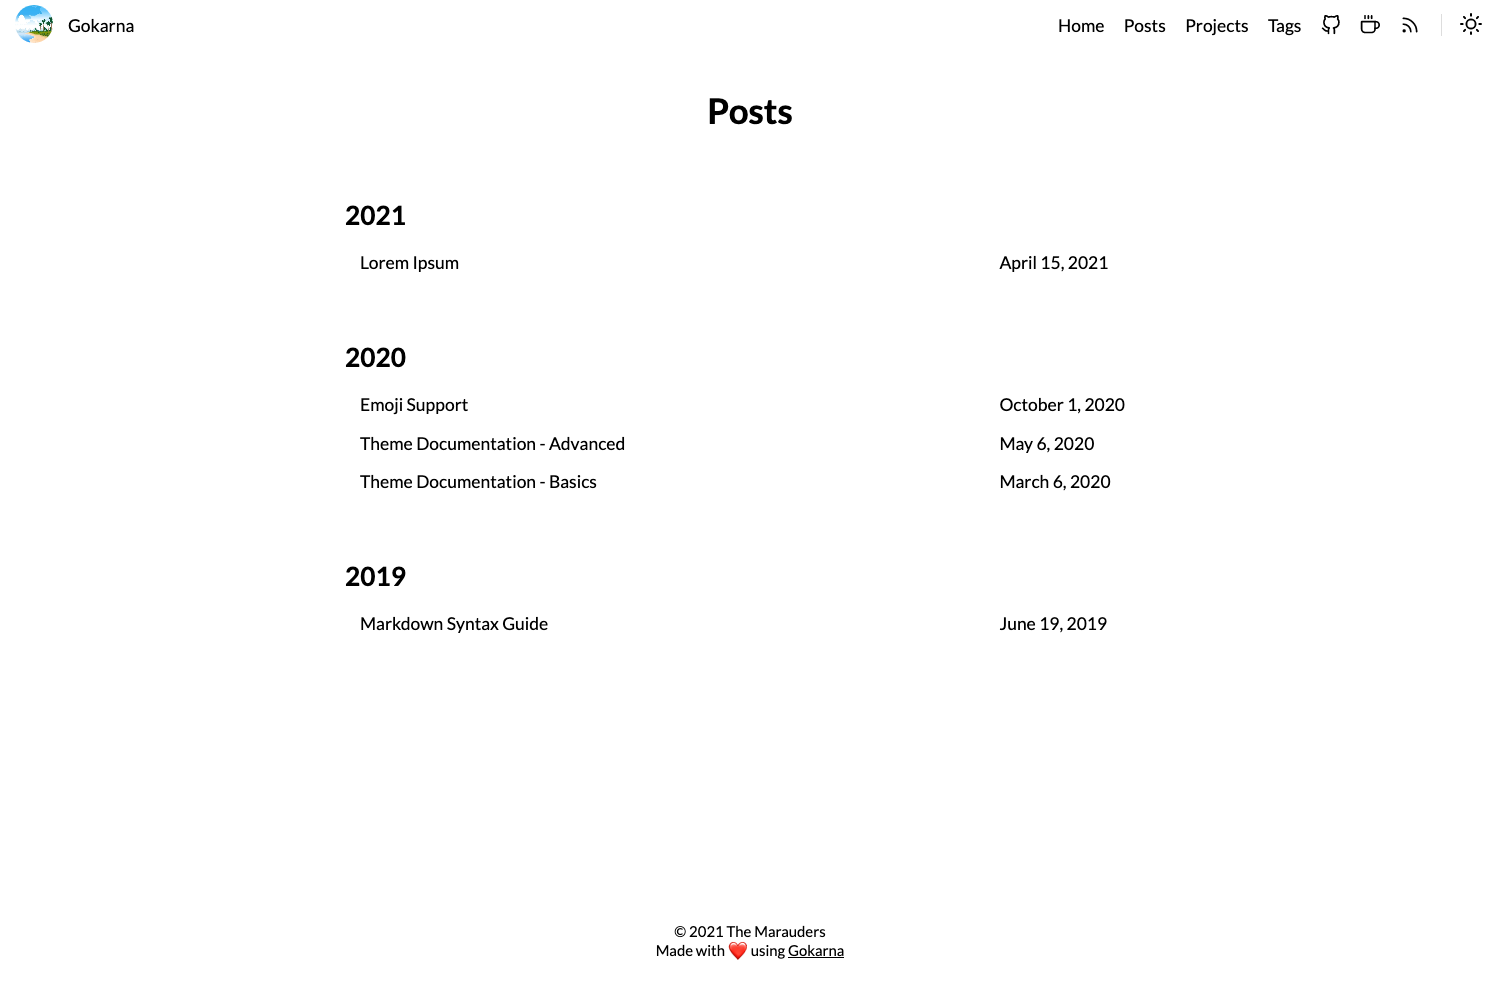 Gokarna
Home Posts Projects Tags
Posts
2021
Lorem Ipsum April 15, 2021
2020
Emoji Support October 1, 2020
Theme Documentation - Advanced May 6, 2020
Theme Documentation - Basics March 6, 2020
2019
Markdown Syntax Guide June 19, 2019
© 2021 The Marauders
Made with ❤️ using Gokarna